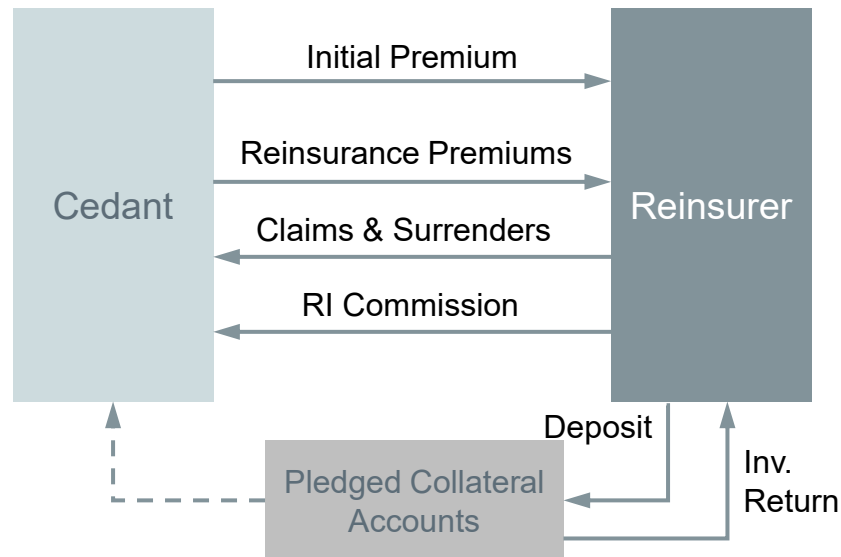 Initial Premium
Reinsurance Premiums
Cedant
Reinsurer
Claims & Surrenders
RI Commission
Deposit
Pledged Collateral
Accounts
Inv.
Return